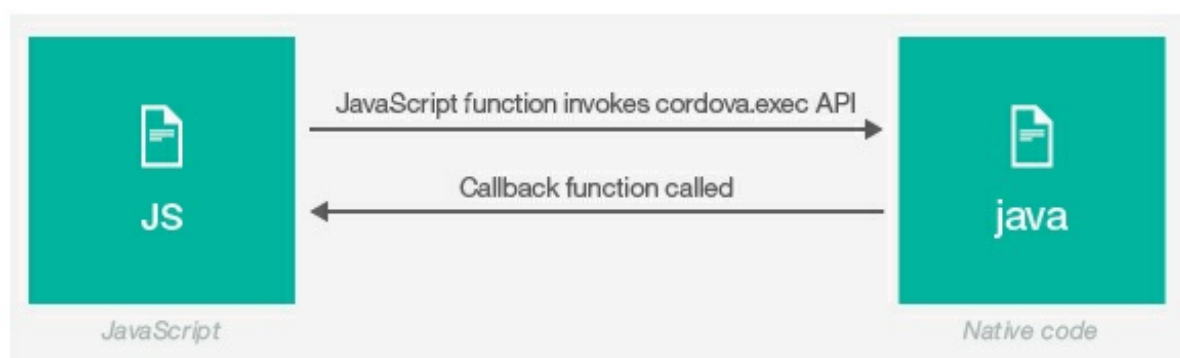 JavaScript function invokes cordova.exec API
Callback function called
JS
java
JavaScript
Native code